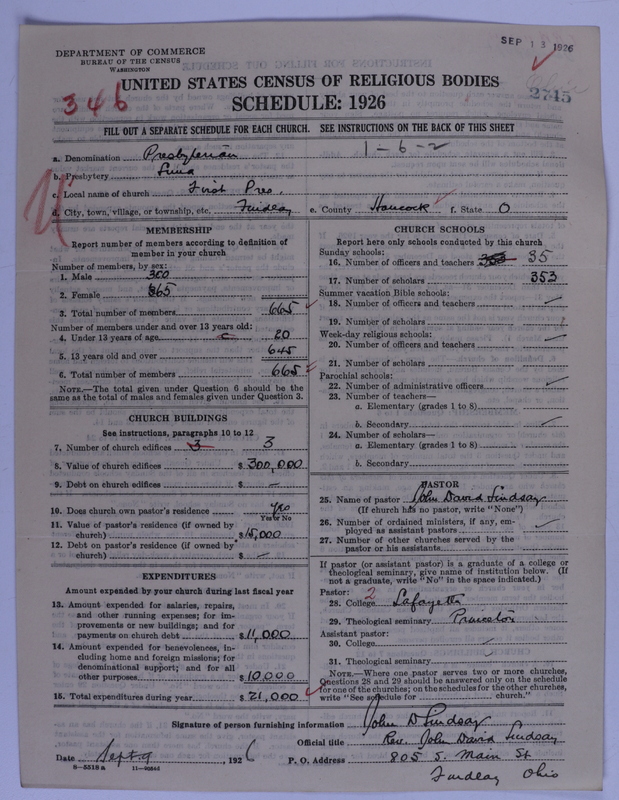 SEP 13 1926
DEPARTMENT OF COMMERCE
BUREAU OF THE CENSUS
WASHINGTON
UNITED STATES CENSUS OF RELIGIOUS BODIES
346
2745
SCHEDULE: 1926
FILL OUT A SEPARATE SCHEDULE FOR EACH CHURCH. SEE INSTRUCTIONS ON THE BACK OF THIS SHEET
1-6-2
a. Denomination Presbyterian
b. Presbytery Lima
c. Local name of church First Pres.
d. City, town, village, or township, etc. Findlay e. County Hancock f. State O
MEMBERSHIP
Report number of members according to definition of
member in your church
Number of members, by sex:
1. Male 300
2. Female 365
3. Total number of members 665
Number of members under and over 13 years old:
4. Under 13 years of age 20
5. 13 years old and over 645
6. Total number of members 665
NOTE.—The total given under Question 6 should be the
same as the total of males and females given under Question 3.
CHURCH BUILDINGS
See instructions, paragraphs 10 to 12
7. Number of church edifices 3 3
8. Value of church edifices $ 300,000
9. Debt on church edifices $ —
10. Does church own pastor's residence yes
Yes or No
11. Value of pastor's residence (if owned by
church) $ 15,000
12. Debt on pastor's residence (if owned by
church) $ —
EXPENDITURES
Amount expended by your church during last fiscal year
13. Amount expended for salaries, repairs,
and other running expenses; for im-
provements or new buildings; and for
payments on church debt $ 11,000
14. Amount expended for benevolences, in-
cluding home and foreign missions; for
denominational support; and for all
other purposes $ 10,000
15. Total expenditures during year $ 21,000
CHURCH SCHOOLS
Report here only schools conducted by this church
Sunday schools:
16. Number of officers and teachers 353 35
17. Number of scholars 353
Summer vacation Bible schools:
18. Number of officers and teachers
19. Number of scholars
Week-day religious schools:
20. Number of officers and teachers
21. Number of scholars
Parochial schools:
22. Number of administrative officers
23. Number of teachers—
a. Elementary (grades 1 to 8)
b. Secondary
24. Number of scholars—
a. Elementary (grades 1 to 8)
b. Secondary
PASTOR
25. Name of pastor John David Lindsay
(If church has no pastor, write "None")
26. Number of ordained ministers, if any, em-
ployed as assistant pastors
27. Number of other churches served by the
pastor or his assistants
If pastor (or assistant pastor) is a graduate of a college or
theological seminary, give name of institution below. (If
not a graduate, write "No" in the space indicated.)
Pastor: 2
28. College Lafayette
29. Theological seminary Princeton
Assistant pastor:
30. College
31. Theological seminary
NOTE.—Where one pastor serves two or more churches,
Questions 28 and 29 should be answered only on the schedule
for one of the churches; on the schedules for the other churches,
write "See schedule for church."
Signature of person furnishing information John D Lindsay
Official title Rev. John David Lindsay
Date Sept. 9 1926 P. O. Address 805 S. Main St
8-5518 a Findlay Ohio